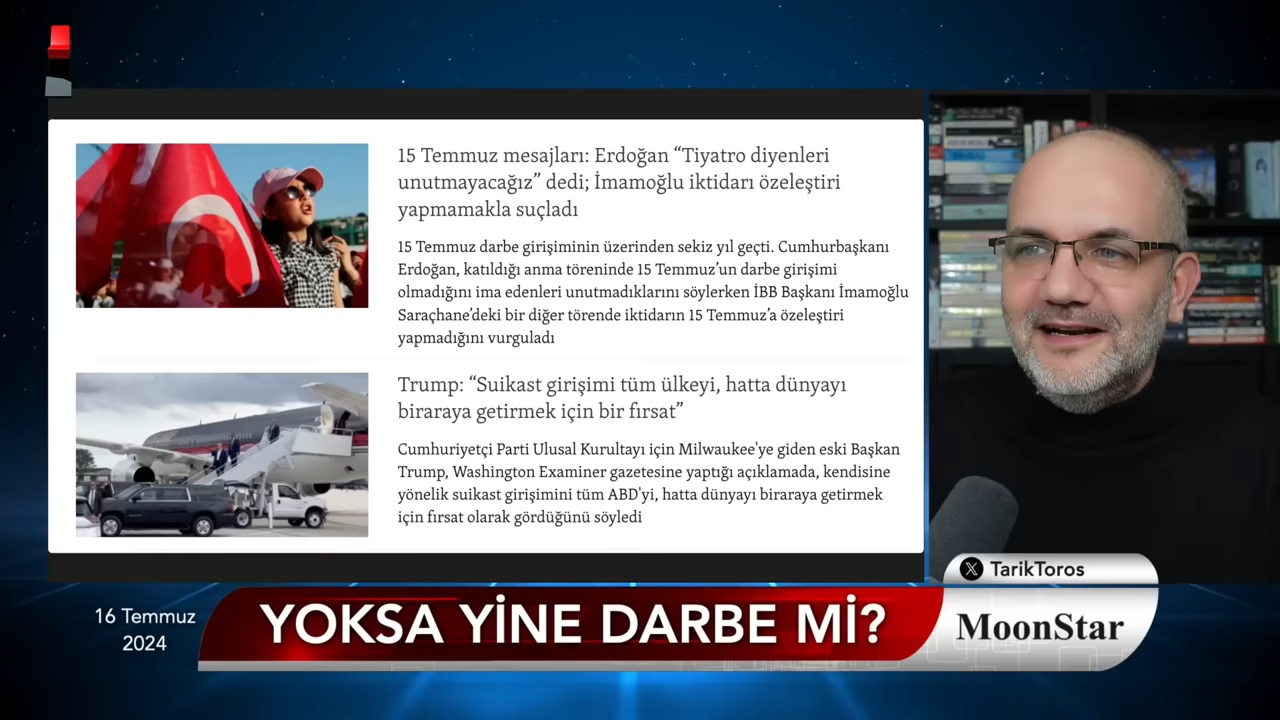 15 Temmuz mesajları: Erdoğan “Tiyatro diyenleri
unutmayacağız” dedi; İmamoğlu iktidarı özeleştiri
yapmamakla suçladı
15 Temmuz darbe girişiminin üzerinden sekiz yıl geçti. Cumhurbaşkanı
Erdoğan, katıldığı anma töreninde 15 Temmuz’un darbe girişimi
olmadığını ima edenleri unutmadıklarını söylerken İBB Başkanı İmamoğlu
Saraçhane’deki bir diğer törende iktidarın 15 Temmuz’a özeleştiri
yapmadığını vurguladı
Trump: “Suikast girişimi tüm ülkeyi, hatta dünyayı
biraraya getirmek için bir fırsat”
Cumhuriyetçi Parti Ulusal Kurultayı için Milwaukee'ye giden eski Başkan
Trump, Washington Examiner gazetesine yaptığı açıklamada, kendisine
yönelik suikast girişimini tüm ABD'yi, hatta dünyayı biraraya getirmek
için fırsat olarak gördüğünü söyledi
X TarikToros
16 Temmuz
2024
YOKSA YİNE DARBE Mİ?
MoonStar